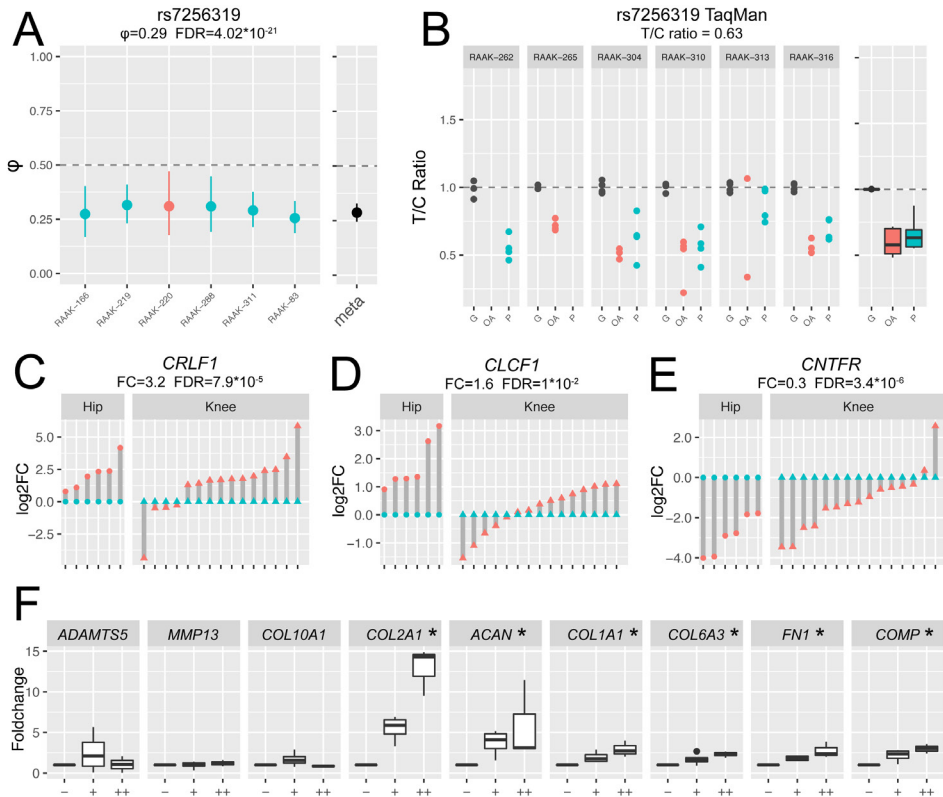 A
rs7256319
φ=0.29 FDR=4.02*10-21
1.00
0.75
0.50
0.25
0.00
φ
RAAK−166
RAAK−219
RAAK−220
RAAK−288
RAAK−311
RAAK−83
meta
B
rs7256319 TaqMan
T/C ratio = 0.63
RAAK−262 RAAK−265 RAAK−304 RAAK−310 RAAK−313 RAAK−316
T/C Ratio
1.5
1.0
0.5
G OA P G OA P G OA P G OA P G OA P G OA P G OA P
C
CRLF1
FC=3.2 FDR=7.9*10-5
Hip Knee
log2FC
5.0
2.5
0.0
−2.5
D
CLCF1
FC=1.6 FDR=1*10-2
Hip Knee
log2FC
3.0
2.0
1.0
0.0
−1.0
E
CNTFR
FC=0.3 FDR=3.4*10-6
Hip Knee
log2FC
2.0
0.0
−2.0
−4.0
F
ADAMTS5 MMP13 COL10A1 COL2A1 * ACAN * COL1A1 * COL6A3 * FN1 * COMP *
Foldchange
15
10
5
0
− + ++ − + ++ − + ++ − + ++ − + ++ − + ++ − + ++ − + ++ − + ++